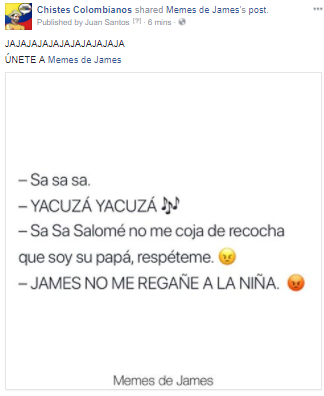 Chistes Colombianos shared Memes de James's post.
Published by Juan Santos [?] · 6 mins ·
JAJAJAJAJAJAJAJAJAJAJA
ÚNETE A Memes de James
– Sa sa sa.
– YACUZÁ YACUZÁ 🎶
– Sa Sa Salomé no me coja de recocha
que soy su papá, respéteme. 😠
– JAMES NO ME REGAÑE A LA NIÑA. 😡
Memes de James